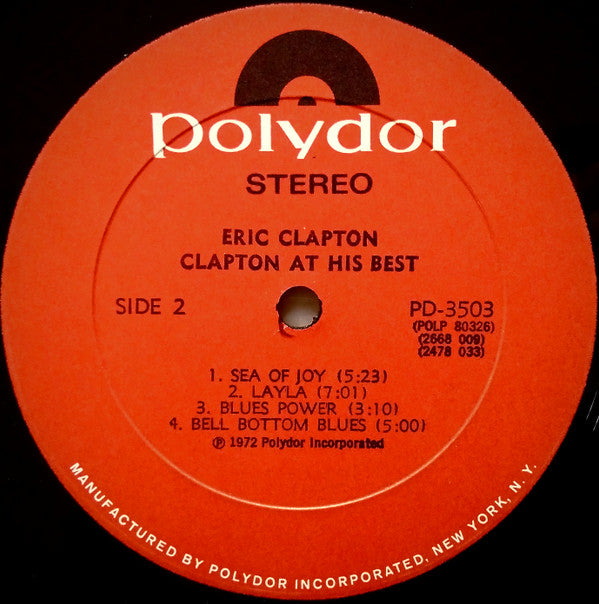 polydor
STEREO
ERIC CLAPTON
CLAPTON AT HIS BEST
SIDE 2
PD-3503
(POLP 80326)
(2668 009)
(2478 033)
1. SEA OF JOY (5:23)
2. LAYLA (7:01)
3. BLUES POWER (3:10)
4. BELL BOTTOM BLUES (5:00)
℗ 1972 Polydor Incorporated
MANUFACTURED BY POLYDOR INCORPORATED, NEW YORK, N. Y.